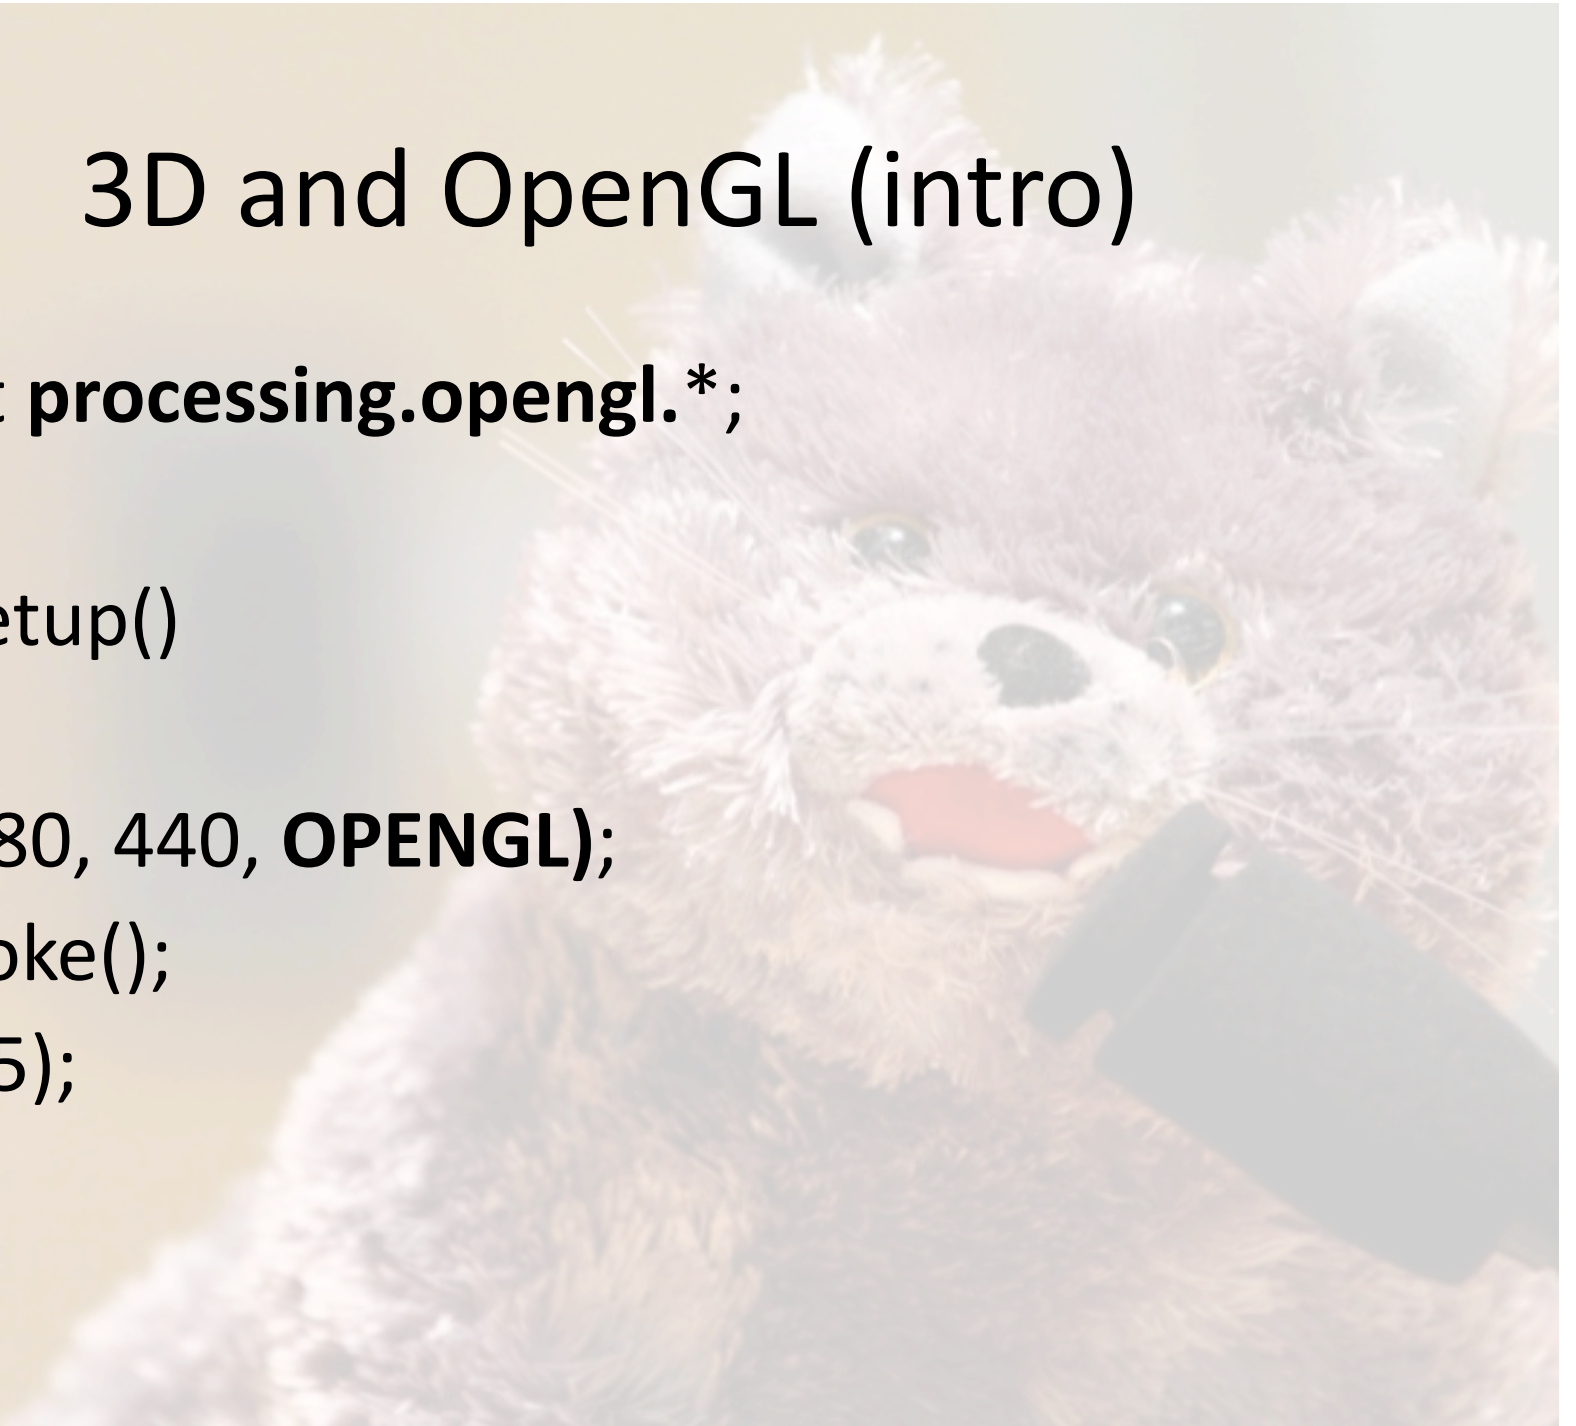 3D and OpenGL (intro)
t processing.opengl.*;
etup()
80, 440, OPENGL);
oke();
5);